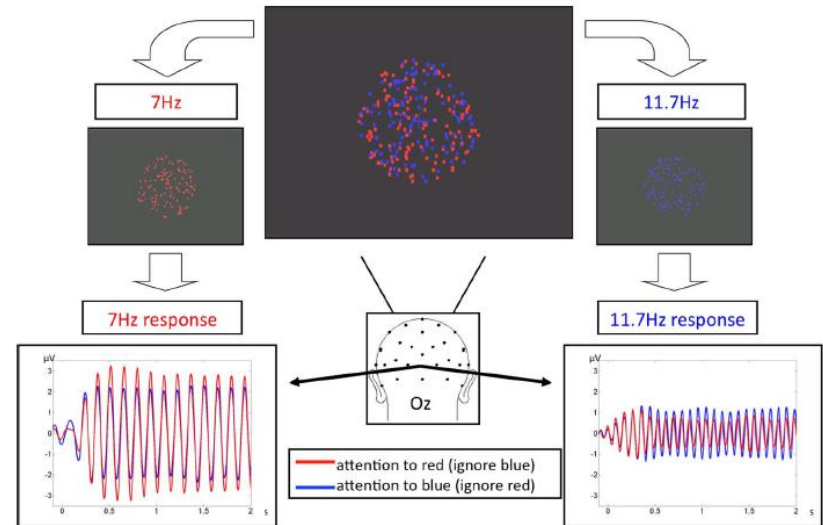 7Hz
11.7Hz
7Hz response
11.7Hz response
μV
3
2
1
0
-1
-2
-3
0
0.5
1
1.5
2
s
Oz
μV
3
2
1
0
-1
-2
-3
0
0.5
1
1.5
2
s
attention to red (ignore blue)
attention to blue (ignore red)